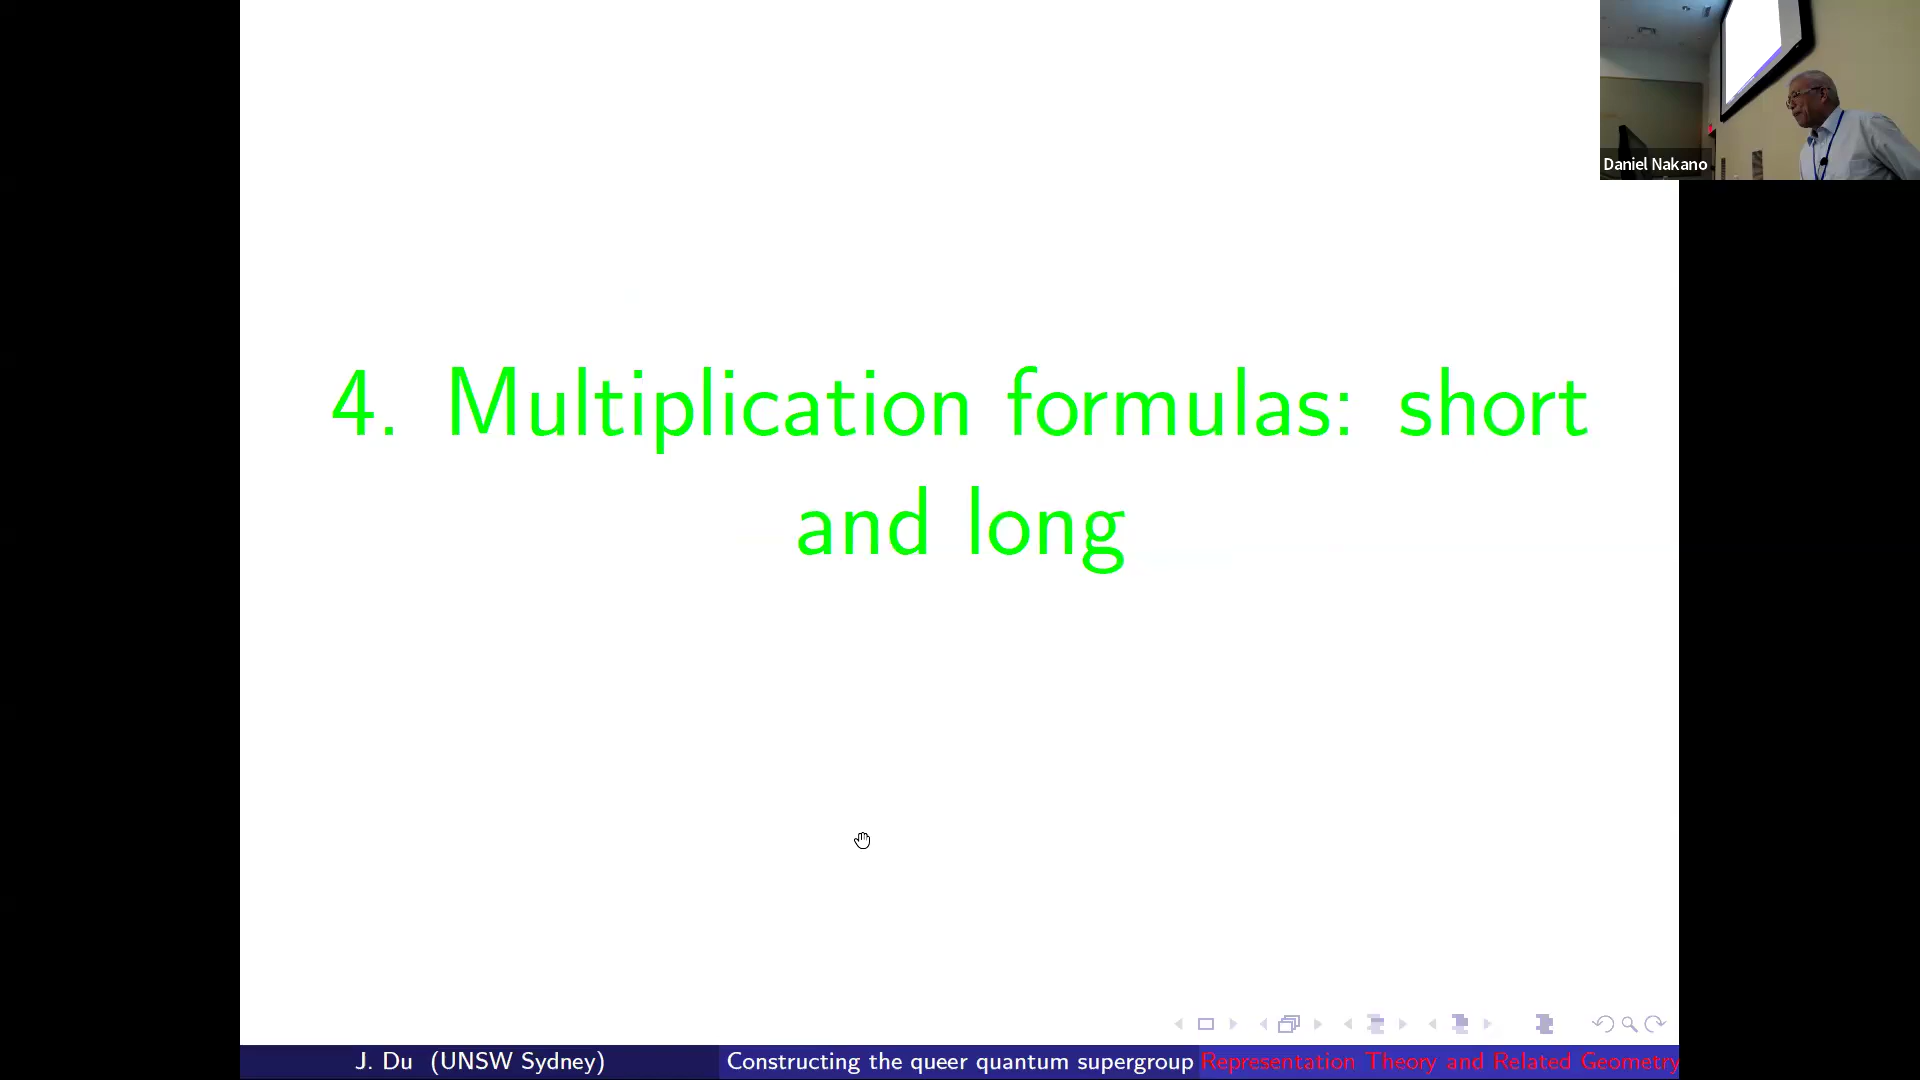 Daniel Nakano
4. Multiplication formulas: short
and long
J. Du (UNSW Sydney)
Constructing the queer quantum supergroup
Representation Theory and Related Geometry